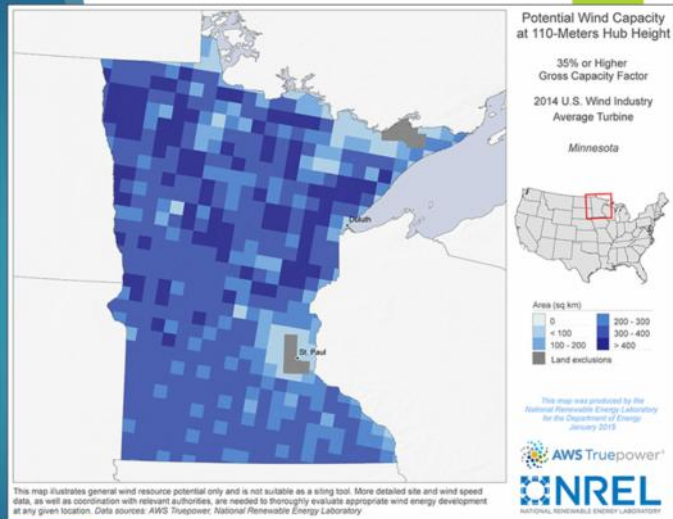 Potential Wind Capacity
at 110-Meters Hub Height
35% or Higher
Gross Capacity Factor
2014 U.S. Wind Industry
Average Turbine
Minnesota
Duluth
St. Paul
Area (sq km)
0
< 100
100 - 200
200 - 300
300 - 400
> 400
Land exclusions
This map was produced by the
National Renewable Energy Laboratory
for the Department of Energy
January 2015
AWS Truepower
NREL
NATIONAL RENEWABLE ENERGY LABORATORY
This map illustrates general wind resource potential only and is not suitable as a siting tool. More detailed site and wind speed
data, as well as coordination with relevant authorities, are needed to thoroughly evaluate appropriate wind energy development
at any given location. Data sources: AWS Truepower, National Renewable Energy Laboratory